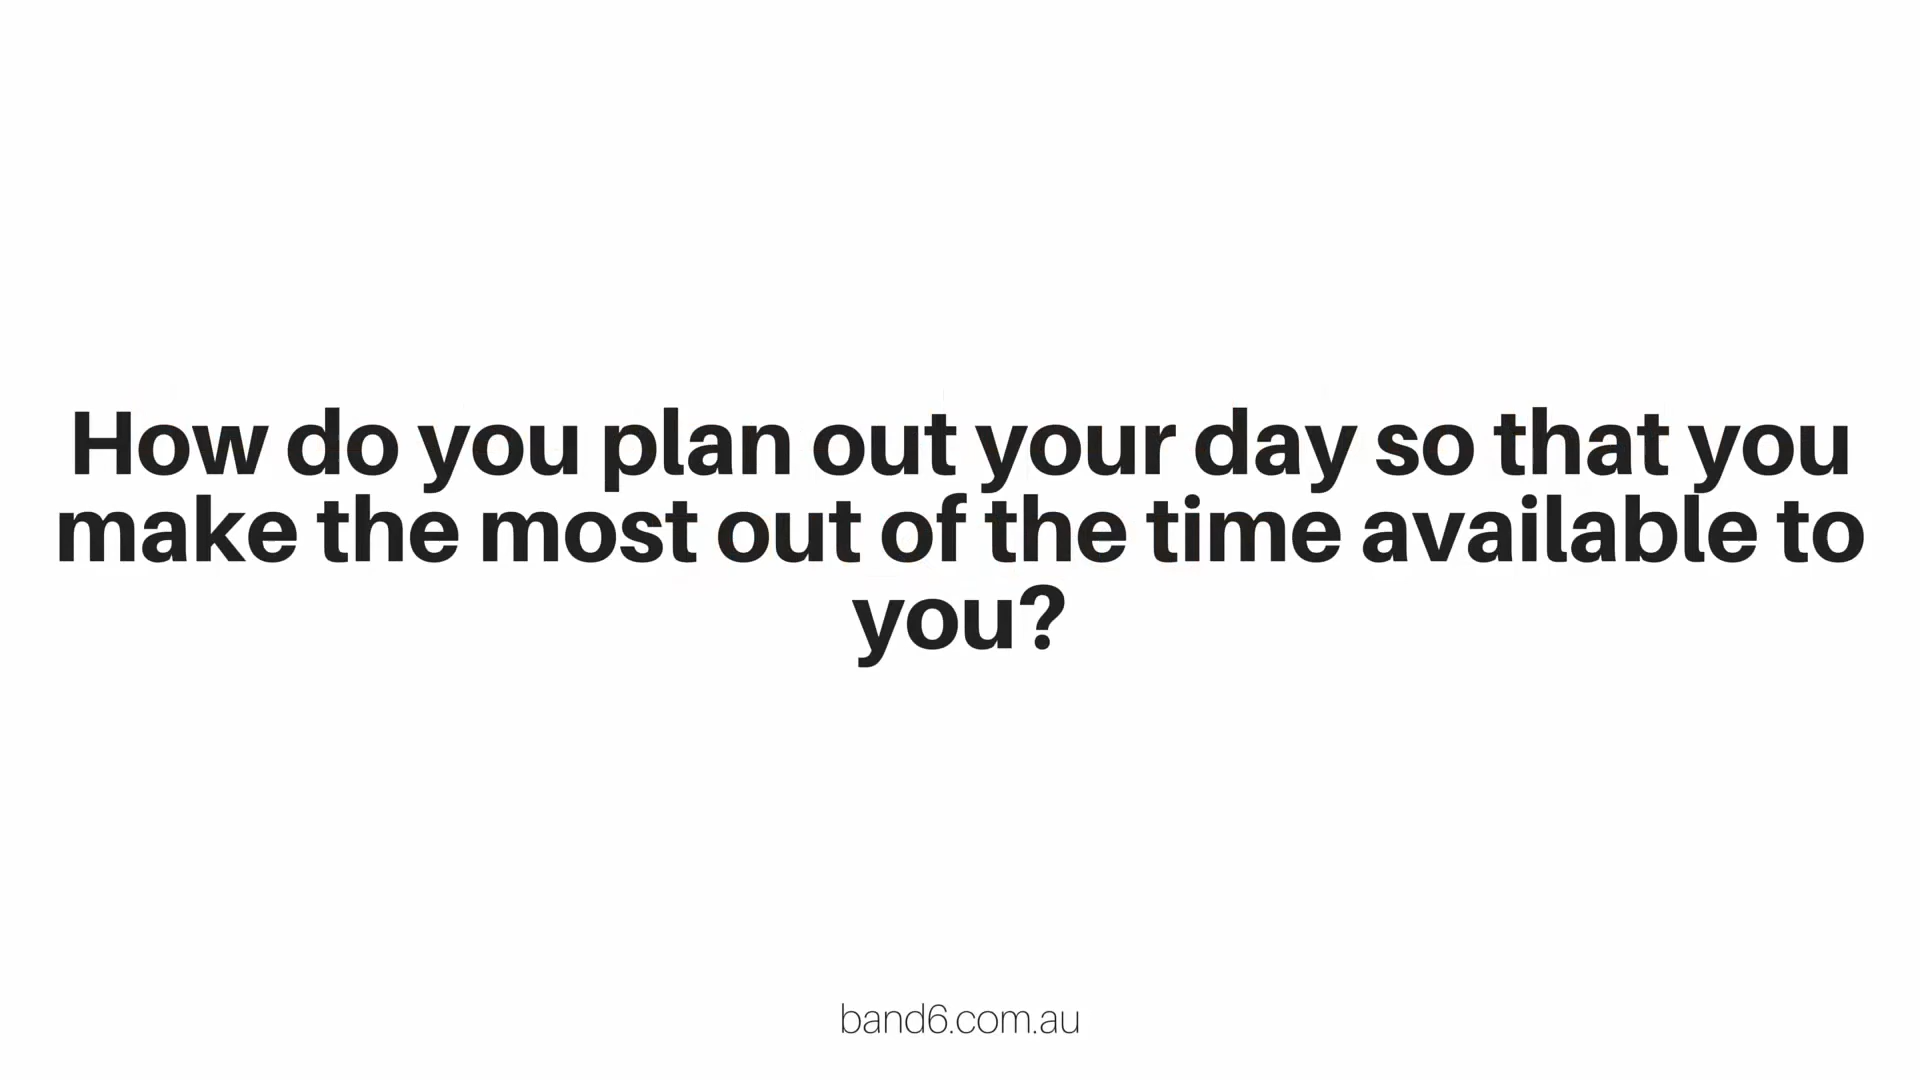 How do you plan out your day so that you
make the most out of the time available to
you?
band6.com.au